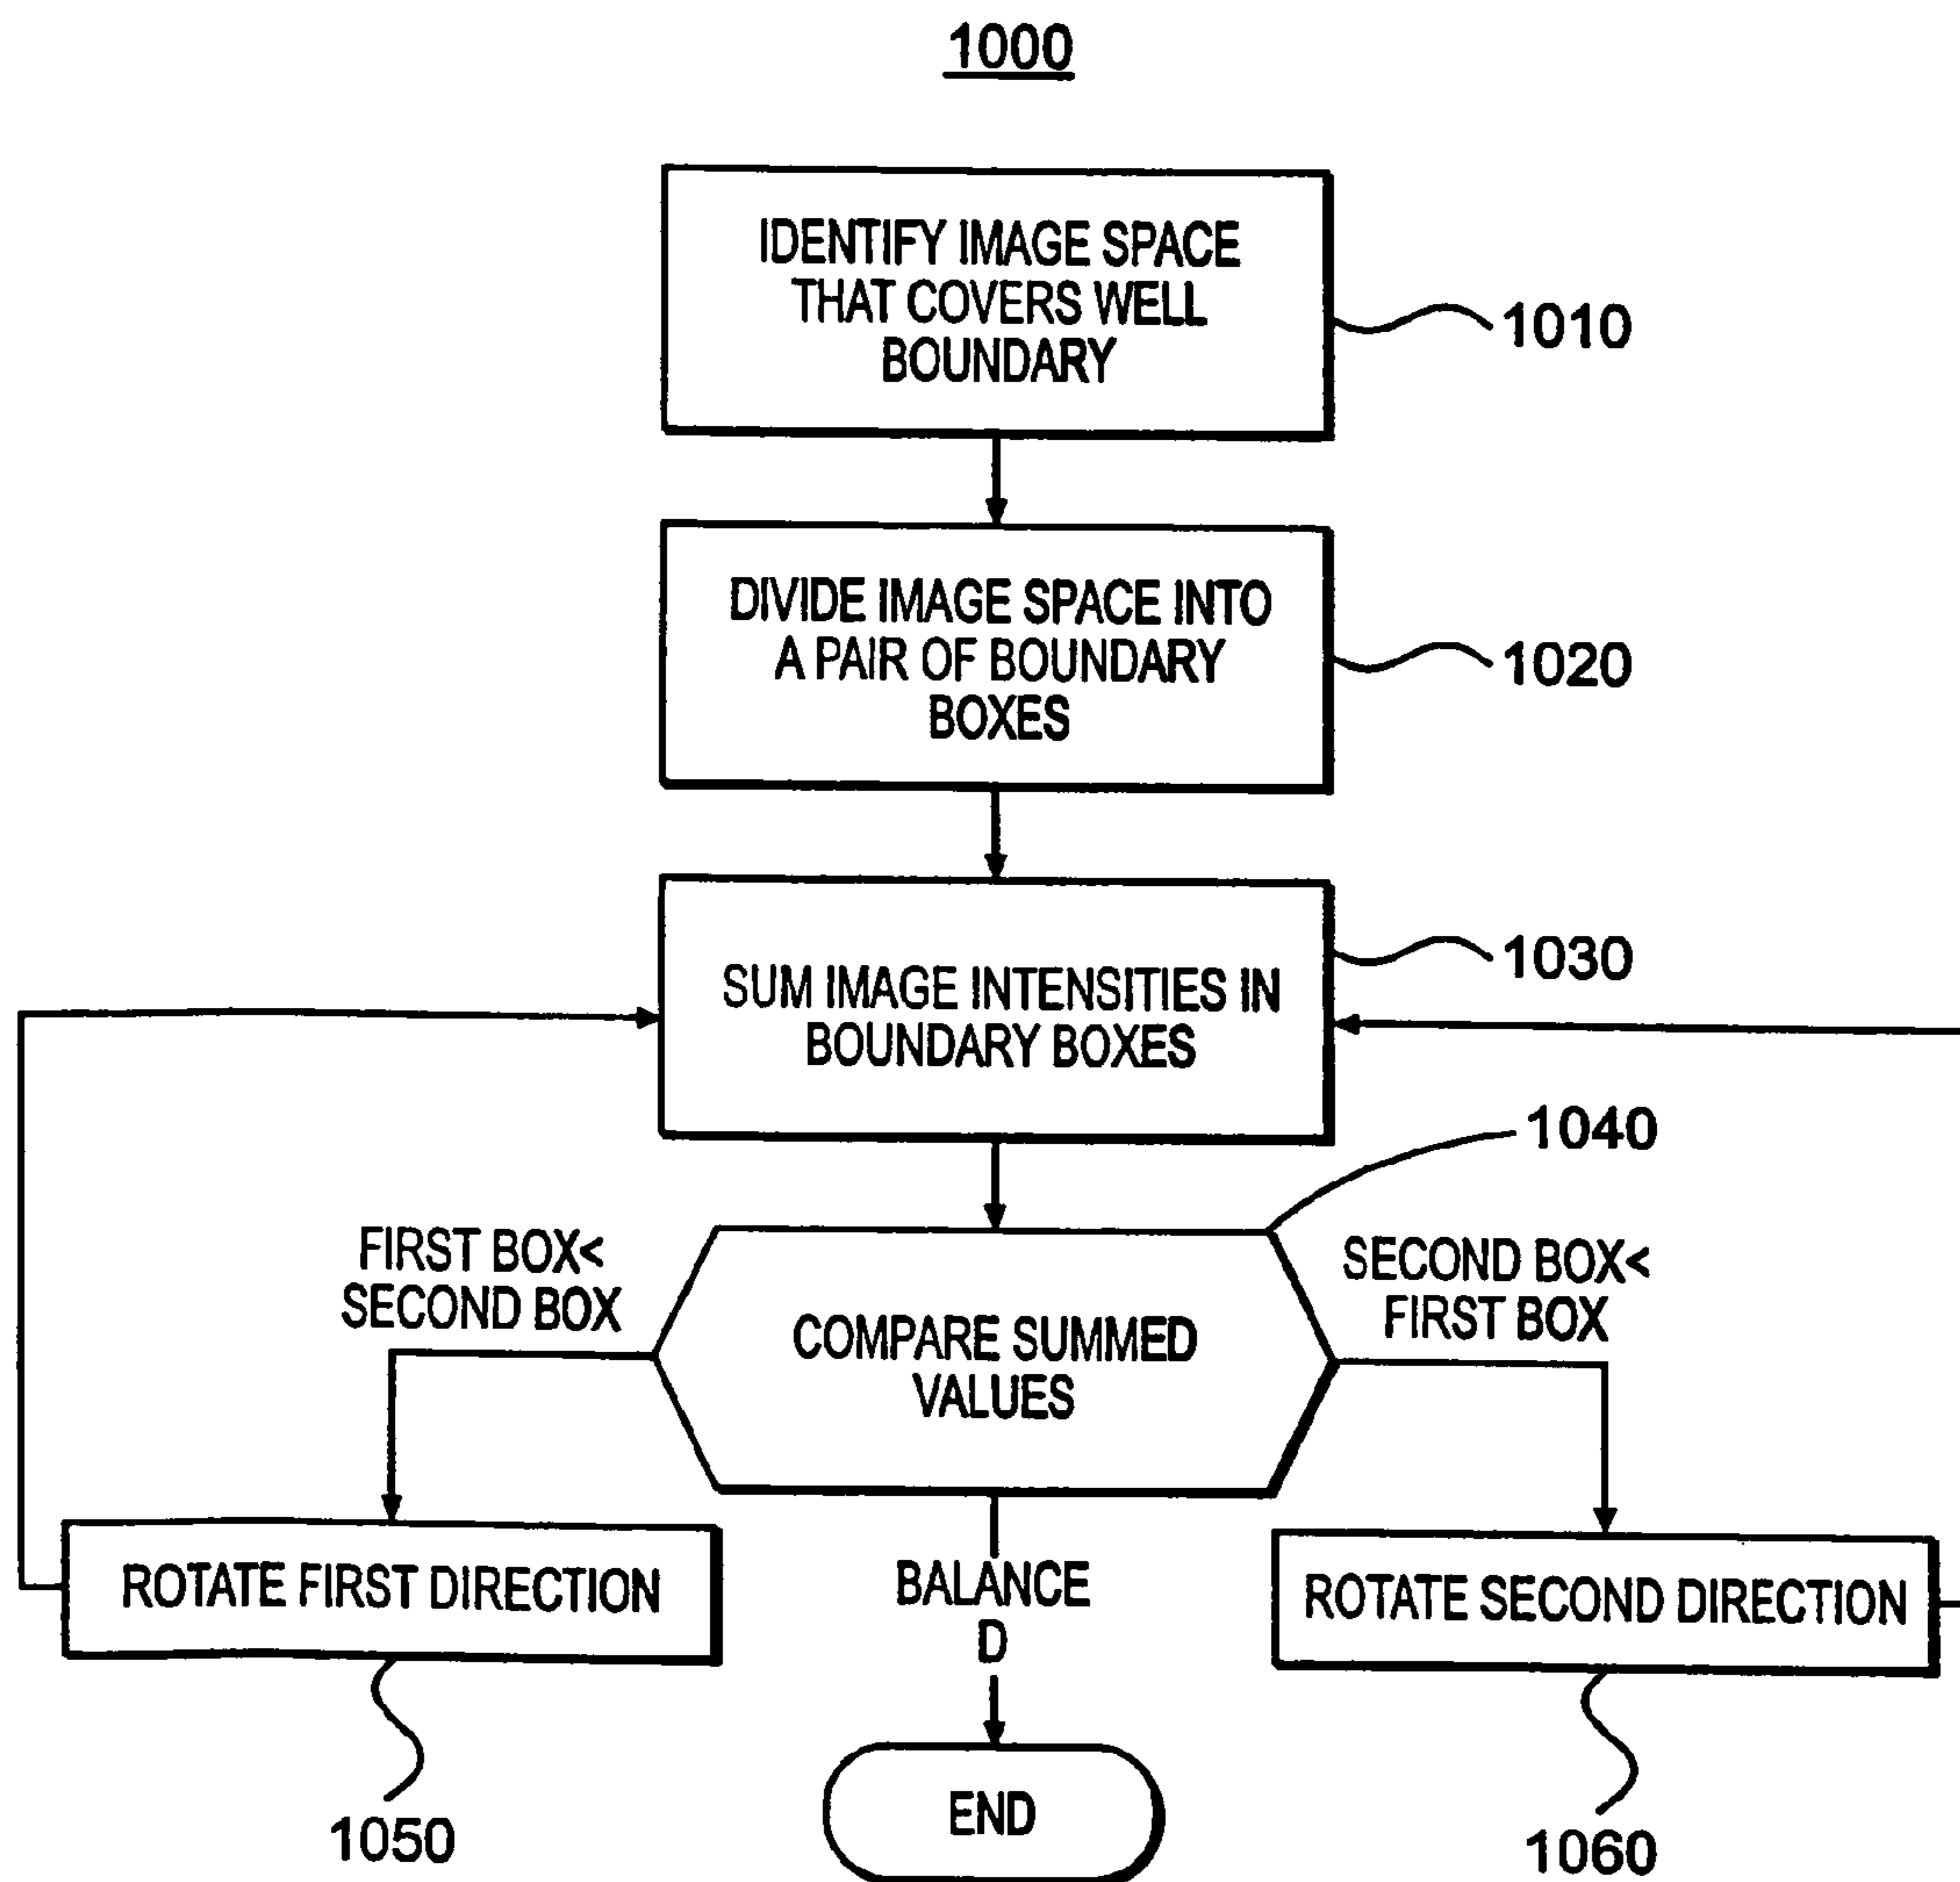 1000
IDENTIFY IMAGE SPACE
THAT COVERS WELL
BOUNDARY
1010
DIVIDE IMAGE SPACE INTO
A PAIR OF BOUNDARY
BOXES
1020
SUM IMAGE INTENSITIES IN
BOUNDARY BOXES
1030
1040
FIRST BOX<
SECOND BOX
COMPARE SUMMED
VALUES
SECOND BOX<
FIRST BOX
ROTATE FIRST DIRECTION
BALANCE
D
ROTATE SECOND DIRECTION
END
1050
1060